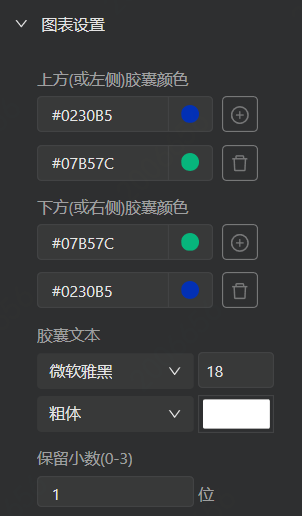 图表设置
上方(或左侧)胶囊颜色
#0230B5
#07B57C
下方(或右侧)胶囊颜色
#07B57C
#0230B5
胶囊文本
微软雅黑 18
粗体
保留小数(0-3)
1 位